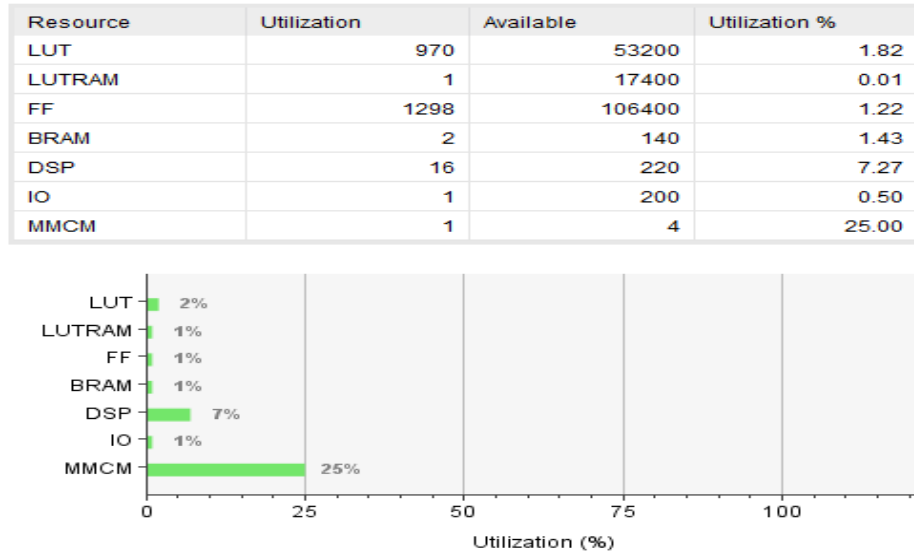 Resource Utilization Available Utilization %
LUT 970 53200 1.82
LUTRAM 1 17400 0.01
FF 1298 106400 1.22
BRAM 2 140 1.43
DSP 16 220 7.27
IO 1 200 0.50
MMCM 1 4 25.00
LUT 2%
LUTRAM 1%
FF 1%
BRAM 1%
DSP 7%
IO 1%
MMCM 25%
0 25 50 75 100
Utilization (%)